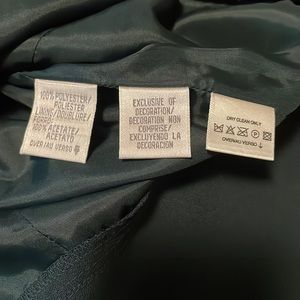 100% POLYESTER/
POLIESTER
LINING/DOUBLURE/
FORRO
100% ACETATE/
ACETATO
OVER/AU VERSO
EXCLUSIVE OF
DECORATION/
DECORATION NON
COMPRISE/
EXCLUYENDO LA
DECORACION
DRY CLEAN ONLY
OVER/AU VERSO